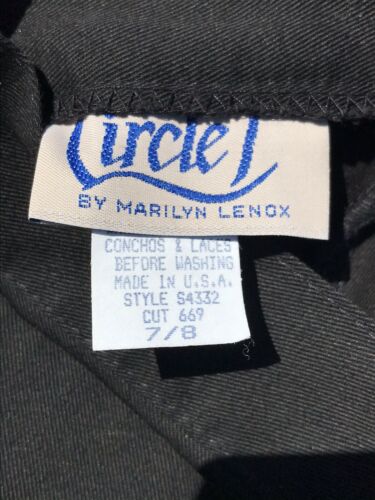 Circle T
BY MARILYN LENOX
CONCHOS & LACES
BEFORE WASHING
MADE IN U.S.A.
STYLE S4332
CUT 669
7/8